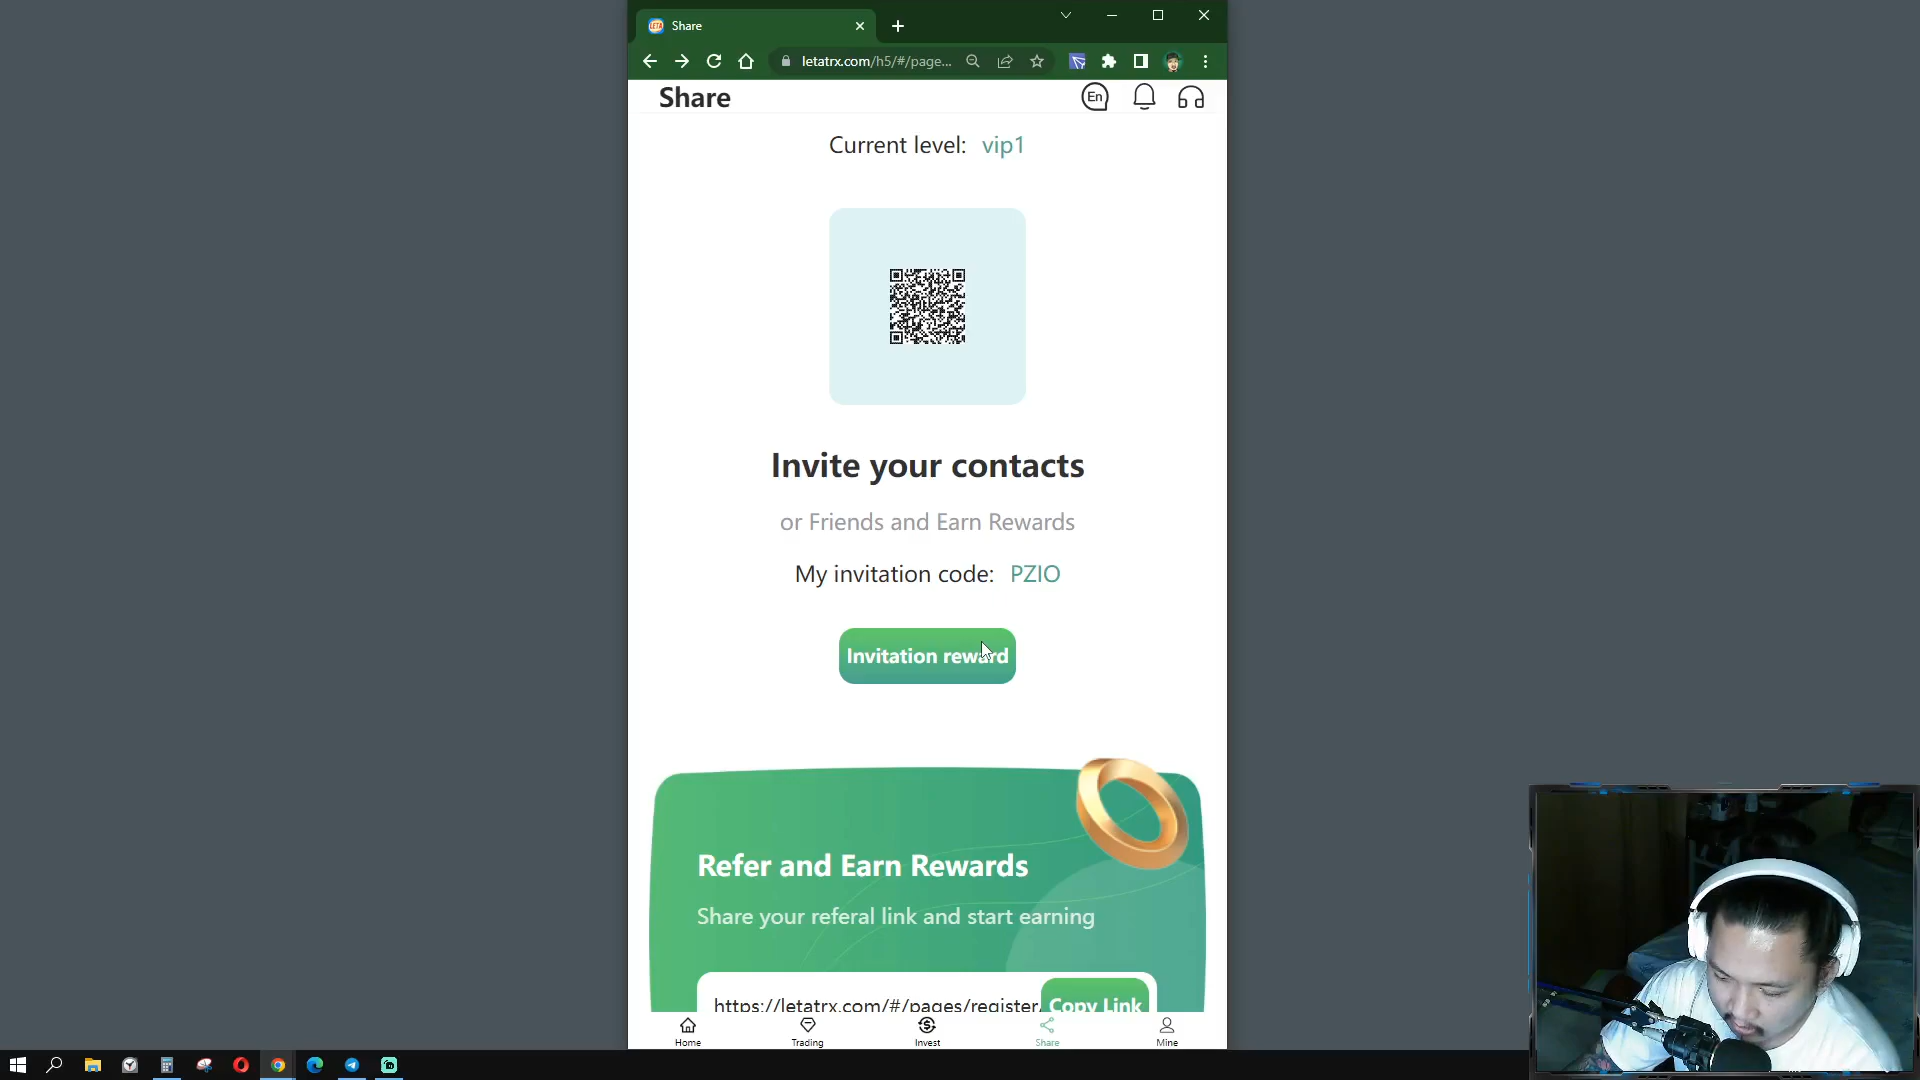 Share
letatrx.com/h5/#/page...
Share
En
Current level: vip1
Invite your contacts
or Friends and Earn Rewards
My invitation code: PZIO
Invitation reward
Refer and Earn Rewards
Share your referal link and start earning
https://letatrx.com/#/pages/register/
Copy Link
Home
Trading
Invest
Share
Mine